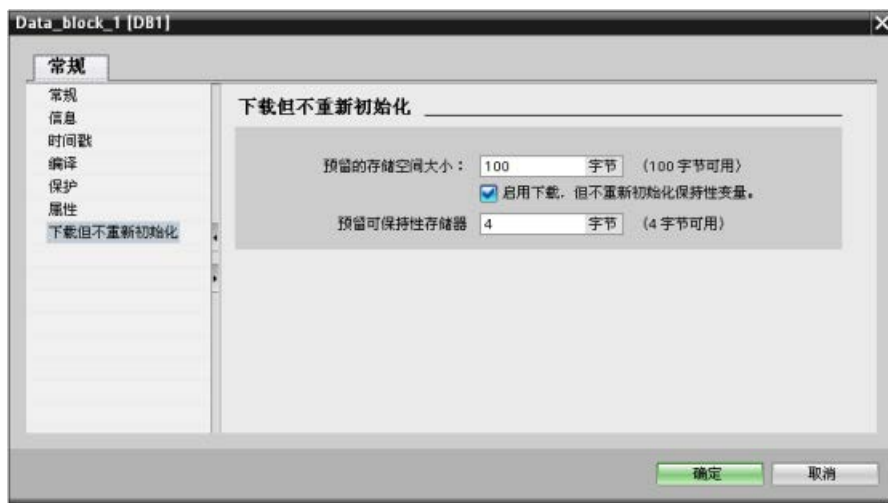 Data_block_1 [DB1]
常规
常规
信息
时间戳
编译
保护
属性
下载但不重新初始化
下载但不重新初始化
预留的存储空间大小： 100 字节 （100 字节可用）
启用下载，但不重新初始化保持性变量。
预留可保持性存储器 4 字节 （4 字节可用）
确定 取消